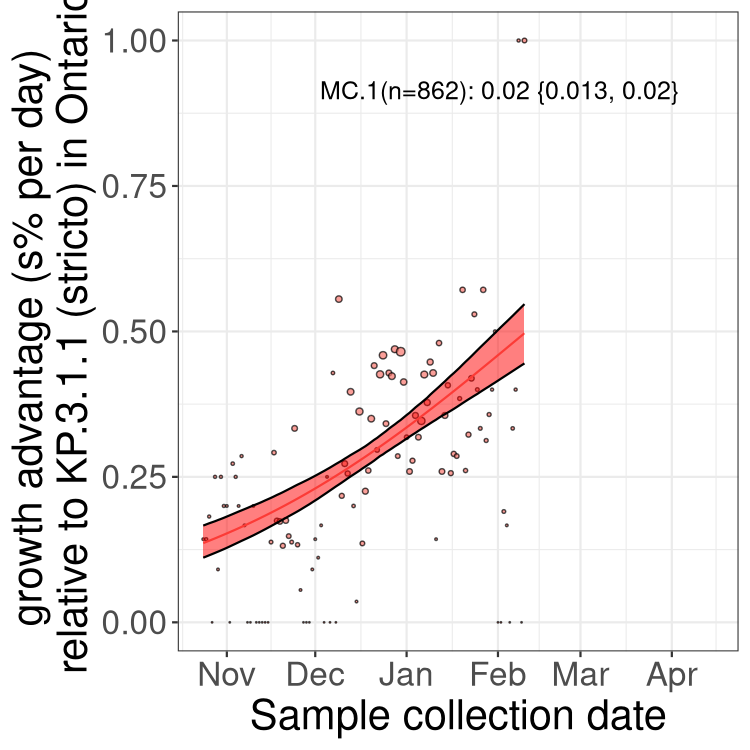 growth advantage (s% per day)
relative to KP.3.1.1 (stricto) in Ontario
1.00
0.75
0.50
0.25
0.00
MC.1(n=862): 0.02 {0.013, 0.02}
Nov Dec Jan Feb Mar Apr
Sample collection date